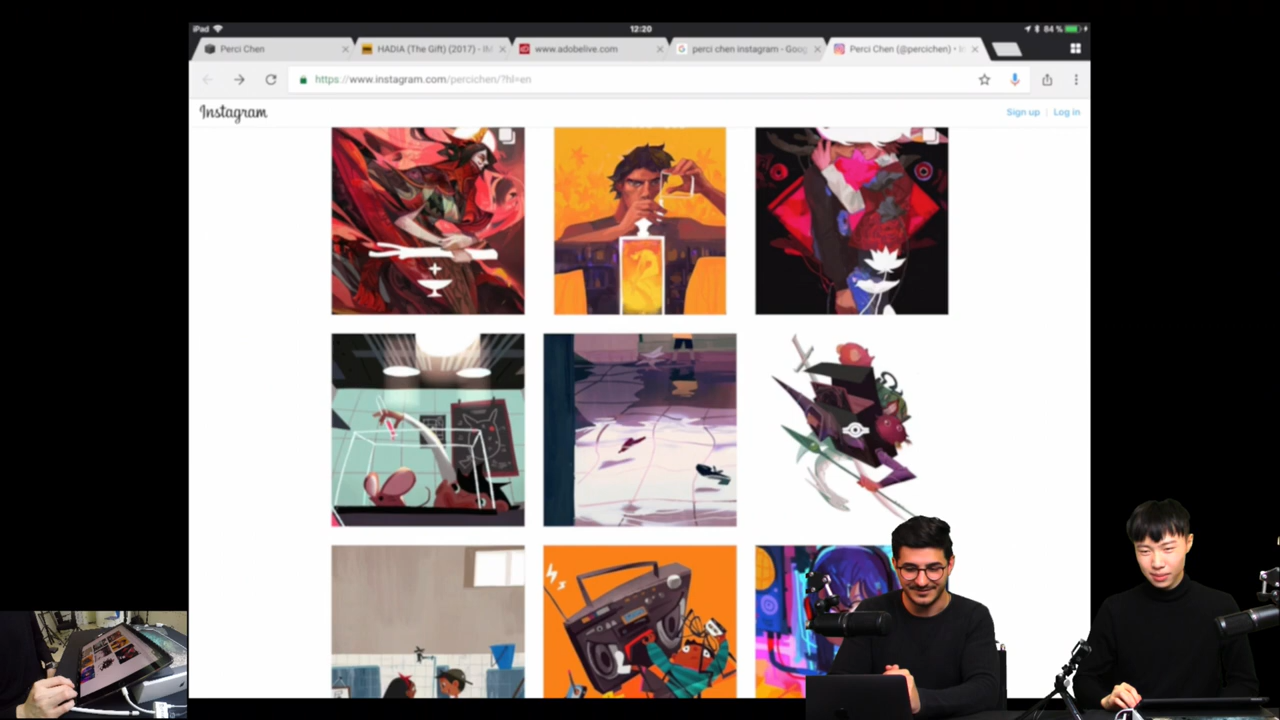 iPad 12:20 84 %
Perci Chen HADIA (The Gift) (2017) - IM www.adobelive.com perci chen instagram - Goog Perci Chen (@percichen) • I
https://www.instagram.com/percichen/?hl=en
Instagram Sign up | Log in